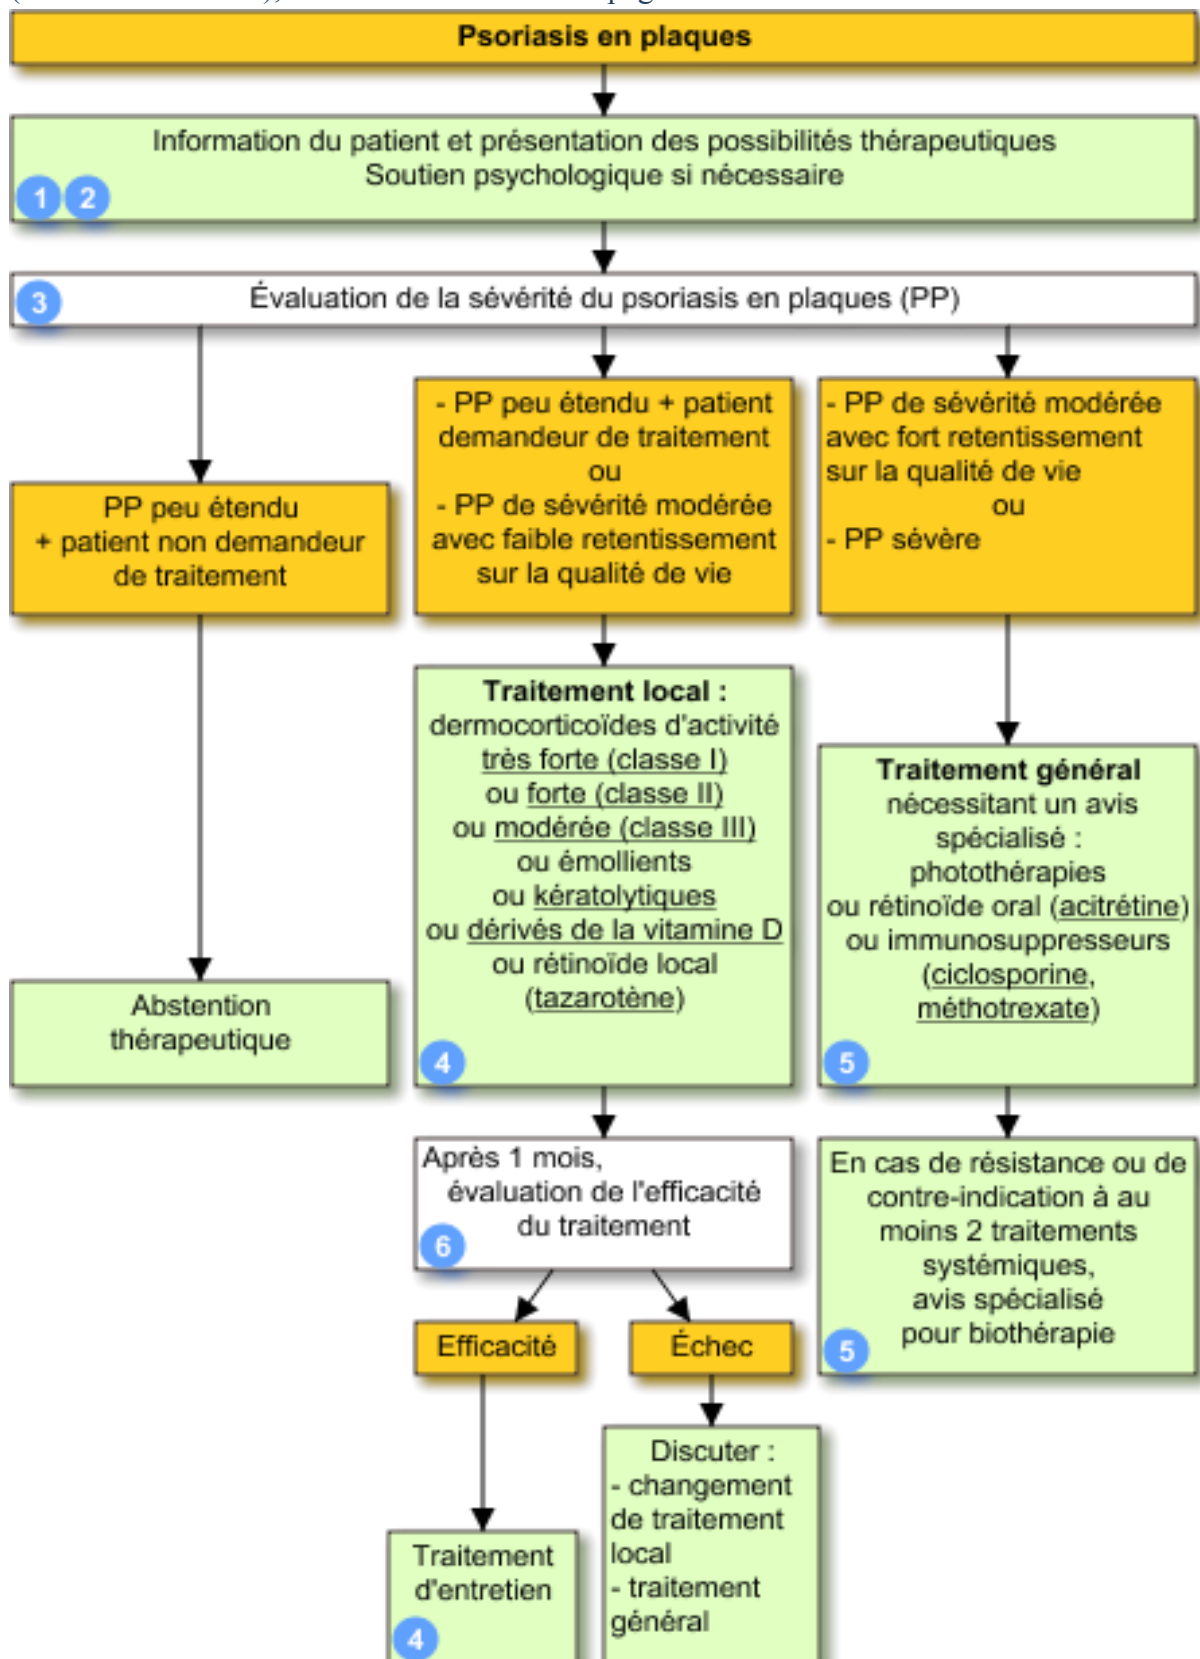 Psoriasis en plaques
Information du patient et présentation des possibilités thérapeutiques
Soutien psychologique si nécessaire
1 2
3
Évaluation de la sévérité du psoriasis en plaques (PP)
PP peu étendu
+ patient non demandeur
de traitement
- PP peu étendu + patient
demandeur de traitement
ou
- PP de sévérité modérée
avec faible retentissement
sur la qualité de vie
- PP de sévérité modérée
avec fort retentissement
sur la qualité de vie
ou
- PP sévère
Abstention
thérapeutique
Traitement local :
dermocorticoïdes d'activité
très forte (classe I)
ou forte (classe II)
ou modérée (classe III)
ou émollients
ou kératolytiques
ou dérivés de la vitamine D
ou rétinoïde local
(tazarotène)
4
Traitement général
nécessitant un avis
spécialisé :
photothérapies
ou rétinoïde oral (acitrétine)
ou immunosuppresseurs
(ciclosporine,
méthotrexate)
5
Après 1 mois,
évaluation de l'efficacité
du traitement
6
En cas de résistance ou de
contre-indication à au
moins 2 traitements
systémiques,
avis spécialisé
pour biothérapie
5
Efficacité
Échec
Traitement
d'entretien
4
Discuter :
- changement
de traitement
local
- traitement
général